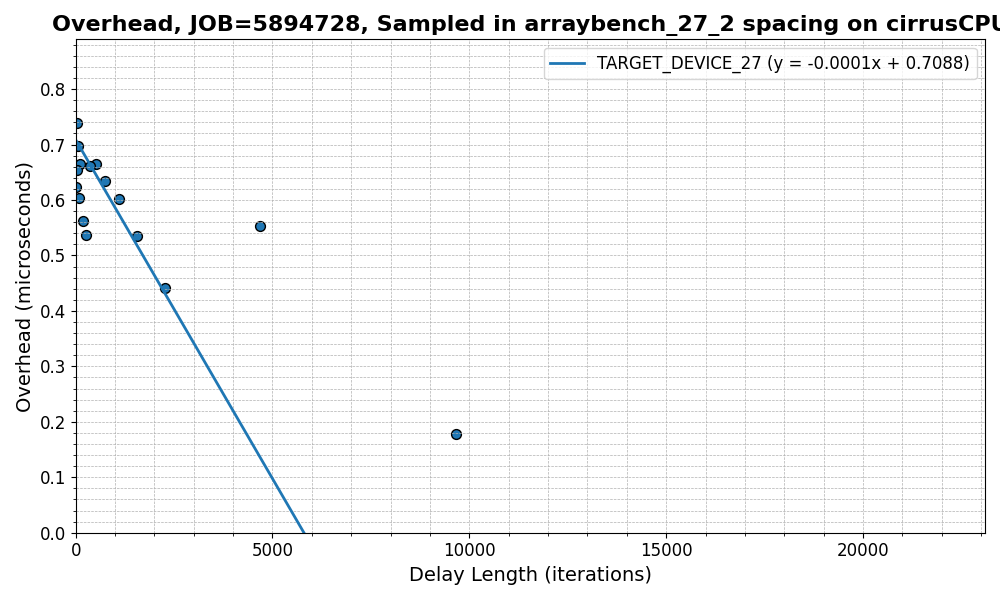 Overhead, JOB=5894728, Sampled in arraybench_27_2 spacing on cirrusCPU
TARGET_DEVICE_27 (y = -0.0001x + 0.7088)
Overhead (microseconds)
0.8
0.7
0.6
0.5
0.4
0.3
0.2
0.1
0.0
0 5000 10000 15000 20000
Delay Length (iterations)